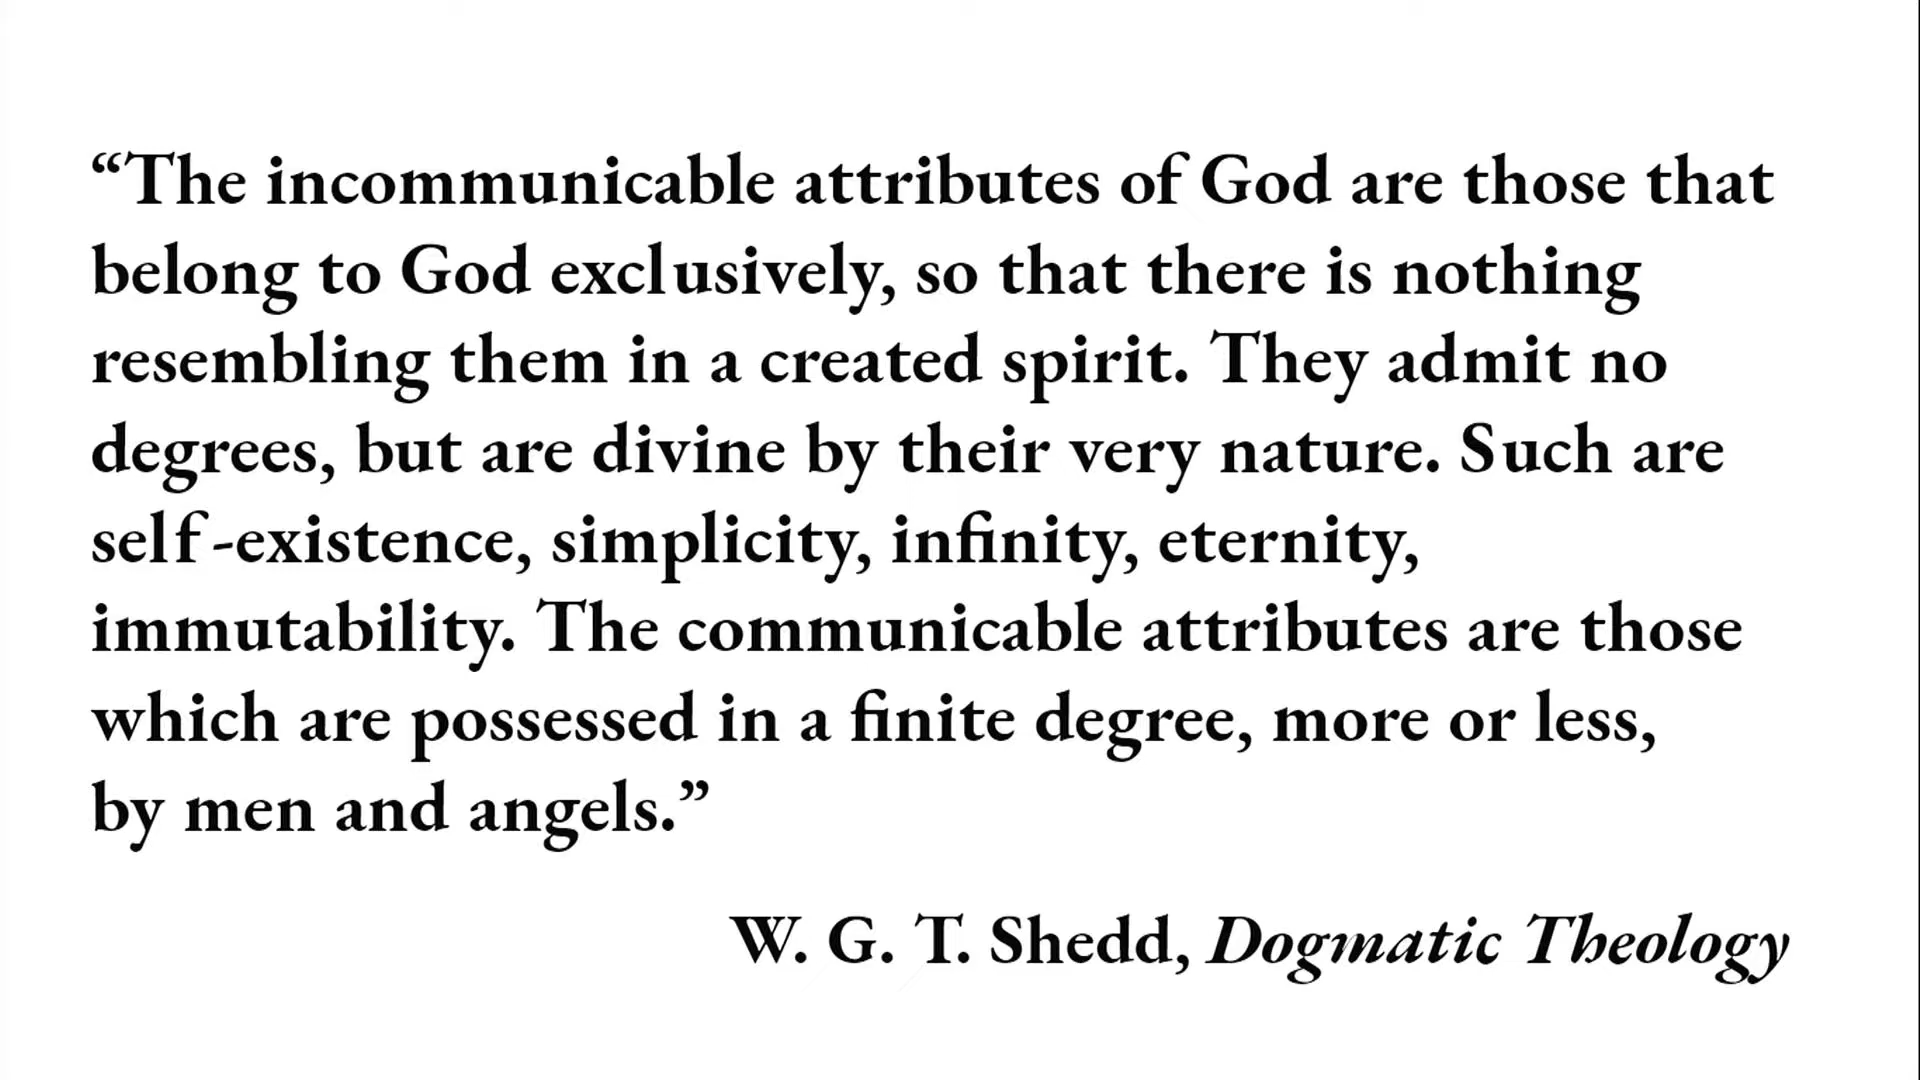 “The incommunicable attributes of God are those that
belong to God exclusively, so that there is nothing
resembling them in a created spirit. They admit no
degrees, but are divine by their very nature. Such are
self-existence, simplicity, infinity, eternity,
immutability. The communicable attributes are those
which are possessed in a finite degree, more or less,
by men and angels.”
W. G. T. Shedd, Dogmatic Theology